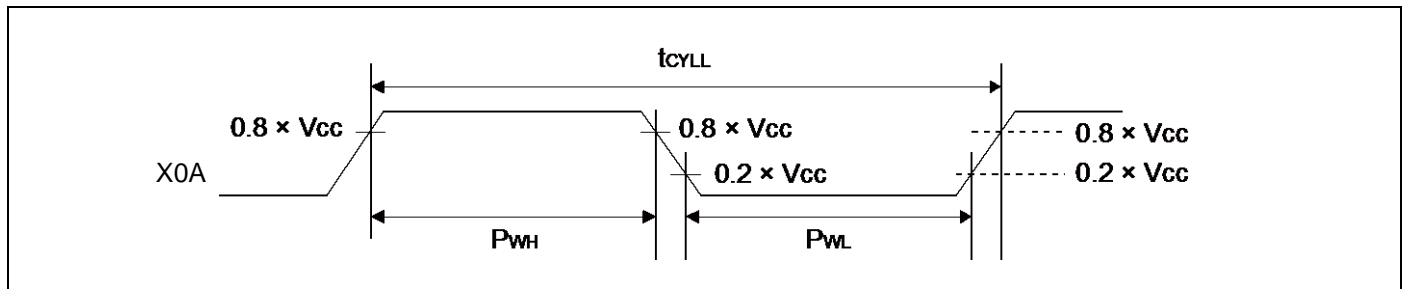 tCYLL
0.8 × Vcc
0.8 × Vcc
0.8 × Vcc
X0A
0.2 × Vcc
0.2 × Vcc
PWH
PWL